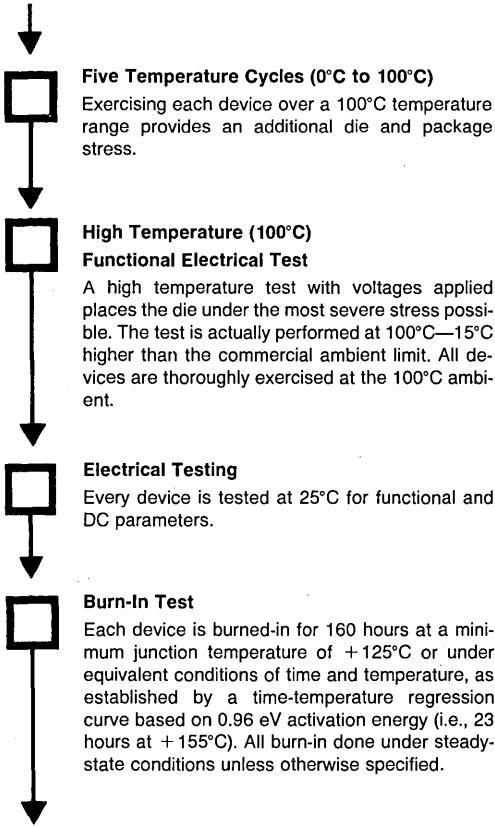 Five Temperature Cycles (0°C to 100°C)
Exercising each device over a 100°C temperature
range provides an additional die and package
stress.
High Temperature (100°C)
Functional Electrical Test
A high temperature test with voltages applied
places the die under the most severe stress possi-
ble. The test is actually performed at 100°C—15°C
higher than the commercial ambient limit. All de-
vices are thoroughly exercised at the 100°C ambi-
ent.
Electrical Testing
Every device is tested at 25°C for functional and
DC parameters.
Burn-In Test
Each device is burned-in for 160 hours at a mini-
mum junction temperature of +125°C or under
equivalent conditions of time and temperature, as
established by a time-temperature regression
curve based on 0.96 eV activation energy (i.e., 23
hours at +155°C). All burn-in done under steady-
state conditions unless otherwise specified.